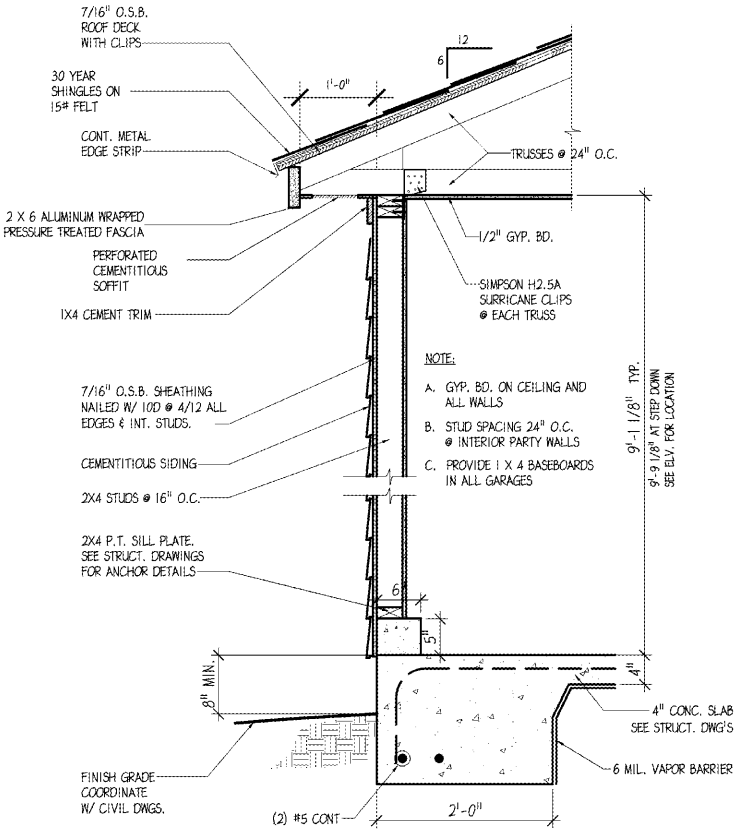 7/16" O.S.B.
ROOF DECK
WITH CLIPS
12
6
1'-0"
30 YEAR
SHINGLES ON
15# FELT
CONT. METAL
EDGE STRIP
TRUSSES @ 24" O.C.
2 X 6 ALUMINUM WRAPPED
PRESSURE TREATED FASCIA
1/2" GYP. BD.
PERFORATED
CEMENTITIOUS
SOFFIT
SIMPSON H2.5A
SURRICANE CLIPS
@ EACH TRUSS
1X4 CEMENT TRIM
NOTE:
A. GYP. BD. ON CEILING AND
ALL WALLS
B. STUD SPACING 24" O.C.
@ INTERIOR PARTY WALLS
C. PROVIDE 1 X 4 BASEBOARDS
IN ALL GARAGES
9'-1 1/8" TYP.
9'-9 1/8" AT STEP DOWN
SEE ELV. FOR LOCATION
7/16" O.S.B. SHEATHING
NAILED W/ 10D @ 4/12 ALL
EDGES & INT. STUDS.
CEMENTITIOUS SIDING
2X4 STUDS @ 16" O.C.
2X4 P.T. SILL PLATE.
SEE STRUCT. DRAWINGS
FOR ANCHOR DETAILS
6"
5"
8" MIN.
4"
4" CONC. SLAB
SEE STRUCT. DWG'S
6 MIL. VAPOR BARRIER
FINISH GRADE
COORDINATE
W/ CIVIL DWGS.
(2) #5 CONT
2'-0"